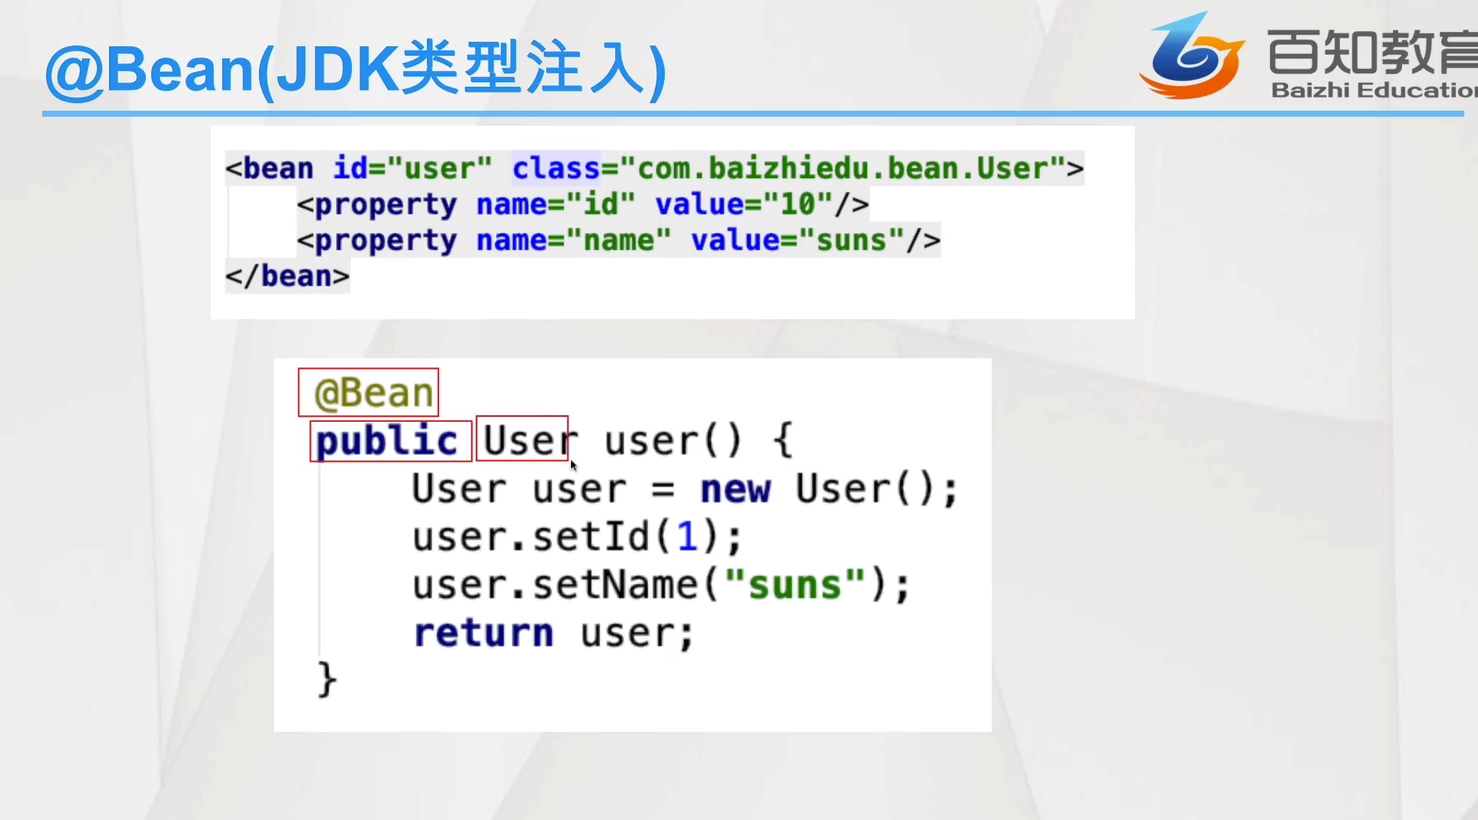 @Bean(JDK类型注入)
百知教育
Baizhi Education
<bean id="user" class="com.baizhiedu.bean.User">
    <property name="id" value="10"/>
    <property name="name" value="suns"/>
</bean>
@Bean
public User user() {
    User user = new User();
    user.setId(1);
    user.setName("suns");
    return user;
}